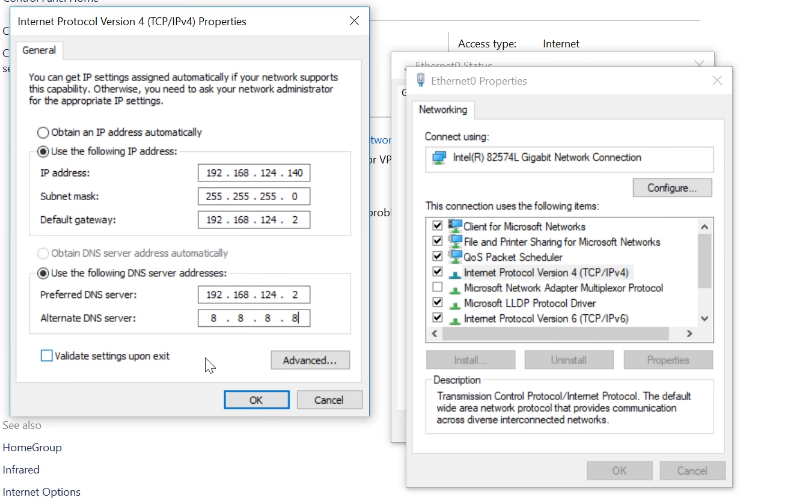 Control Panel Home
Internet Protocol Version 4 (TCP/IPv4) Properties
General
You can get IP settings assigned automatically if your network supports
this capability. Otherwise, you need to ask your network administrator
for the appropriate IP settings.
Obtain an IP address automatically
Use the following IP address:
IP address: 192 . 168 . 124 . 140
Subnet mask: 255 . 255 . 255 . 0
Default gateway: 192 . 168 . 124 . 2
Obtain DNS server address automatically
Use the following DNS server addresses:
Preferred DNS server: 192 . 168 . 124 . 2
Alternate DNS server: 8 . 8 . 8 . 8
Validate settings upon exit
Advanced...
OK Cancel
See also
HomeGroup
Infrared
Internet Options
Access type: Internet
Ethernet0 Status
Ethernet0 Properties
Networking
Connect using:
Intel(R) 82574L Gigabit Network Connection
Configure...
This connection uses the following items:
Client for Microsoft Networks
File and Printer Sharing for Microsoft Networks
QoS Packet Scheduler
Internet Protocol Version 4 (TCP/IPv4)
Microsoft Network Adapter Multiplexor Protocol
Microsoft LLDP Protocol Driver
Internet Protocol Version 6 (TCP/IPv6)
Install... Uninstall Properties
Description
Transmission Control Protocol/Internet Protocol. The default
wide area network protocol that provides communication
across diverse interconnected networks.
OK Cancel